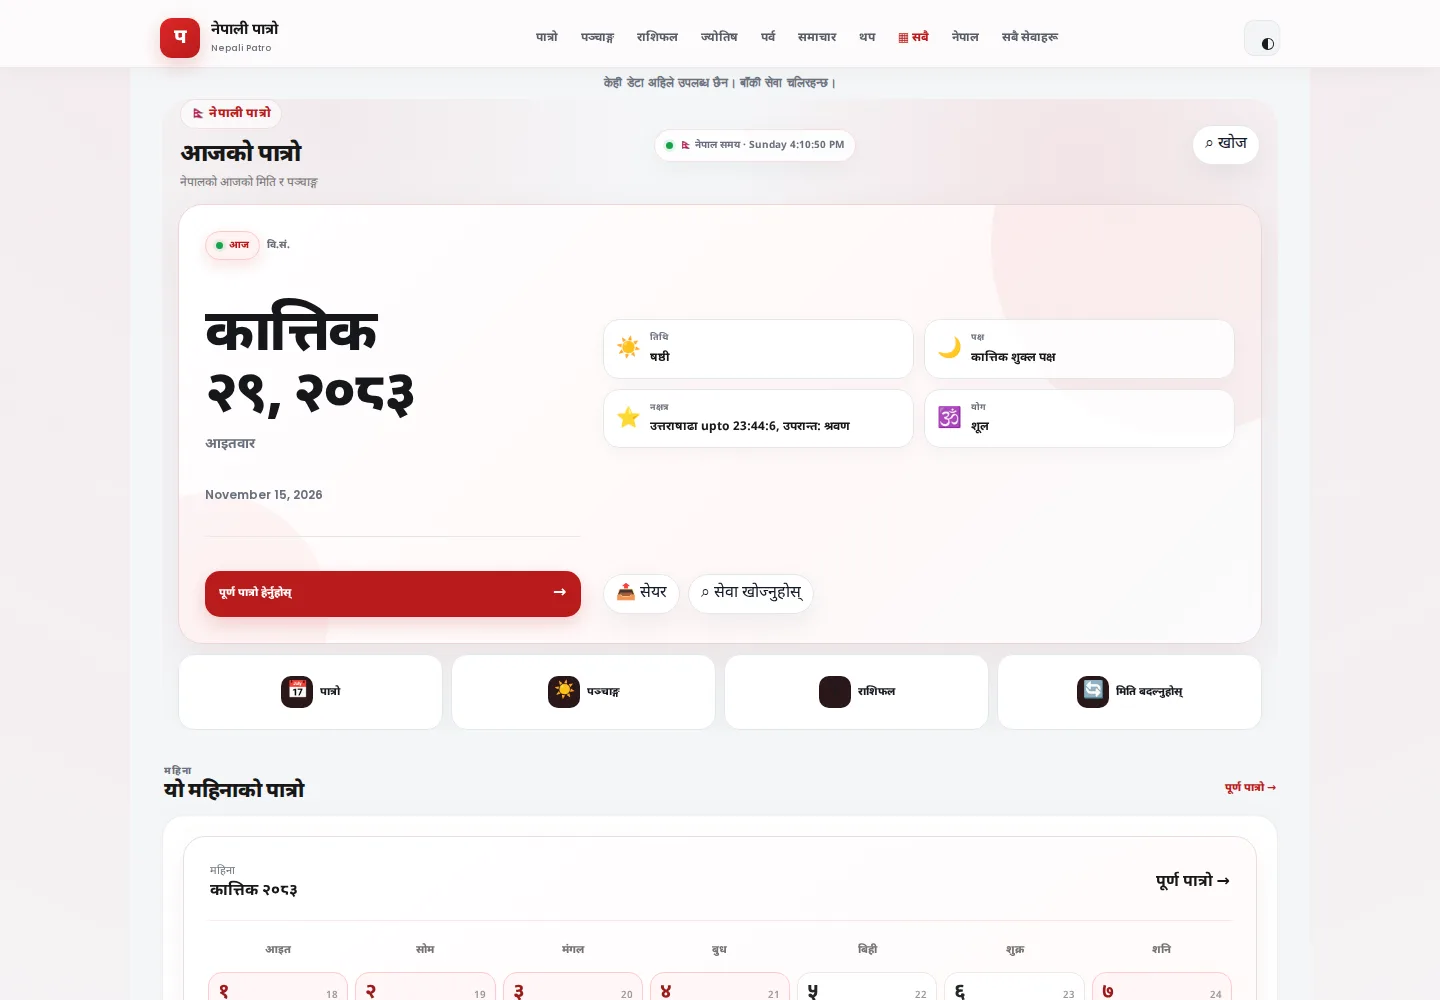 प
नेपाली पात्रो
Nepali Patro
पात्रो
पञ्चाङ्ग
राशिफल
ज्योतिष
पर्व
समाचार
थप
▦ सबै
नेपाल
सबै सेवाहरू
केही डेटा अहिले उपलब्ध छैन। बाँकी सेवा चलिरहन्छ।
🇳🇵 नेपाली पात्रो
आजको पात्रो
नेपालको आजको मिति र पञ्चाङ्ग
🇳🇵 नेपाल समय · Sunday 4:10:50 PM
⌕ खोज
आज
वि.सं.
कात्तिक
२९, २०८३
आइतवार
November 15, 2026
तिथि
षष्ठी
पक्ष
कात्तिक शुक्ल पक्ष
नक्षत्र
उत्तराषाढा upto 23:44:6, उपरान्त: श्रवण
योग
शूल
पूर्ण पात्रो हेर्नुहोस् →
📤 सेयर
⌕ सेवा खोज्नुहोस्
पात्रो
पञ्चाङ्ग
राशिफल
मिति बदल्नुहोस्
महिना
यो महिनाको पात्रो
पूर्ण पात्रो →
महिना
कात्तिक २०८३
पूर्ण पात्रो →
आइत
सोम
मंगल
बुध
बिही
शुक्र
शनि
१ 18
२ 19
३ 20
४ 21
५ 22
६ 23
७ 24